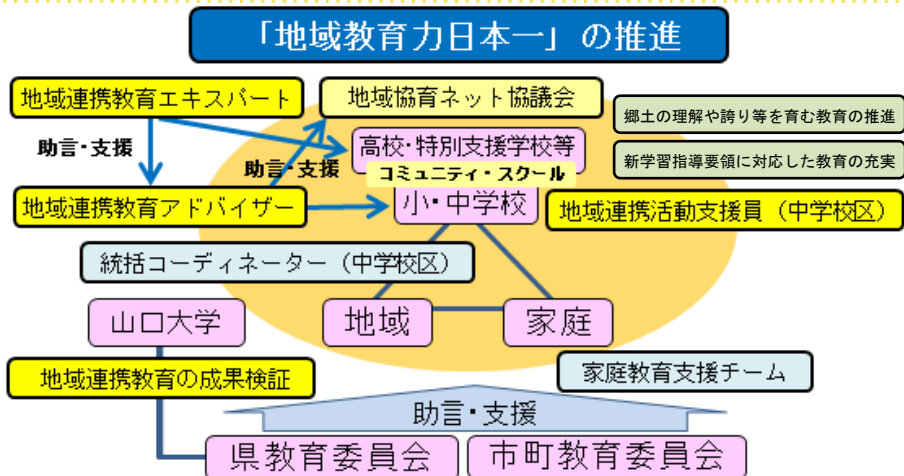 「地域教育力日本一」の推進
地域連携教育エキスパート
地域協育ネット協議会
郷土の理解や誇り等を育む教育の推進
助言・支援
高校・特別支援学校等
新学習指導要領に対応した教育の充実
助言・支援
コミュニティ・スクール
地域連携教育アドバイザー
小・中学校
地域連携活動支援員（中学校区）
統括コーディネーター（中学校区）
山口大学
地域
家庭
地域連携教育の成果検証
家庭教育支援チーム
助言・支援
県教育委員会
市町教育委員会